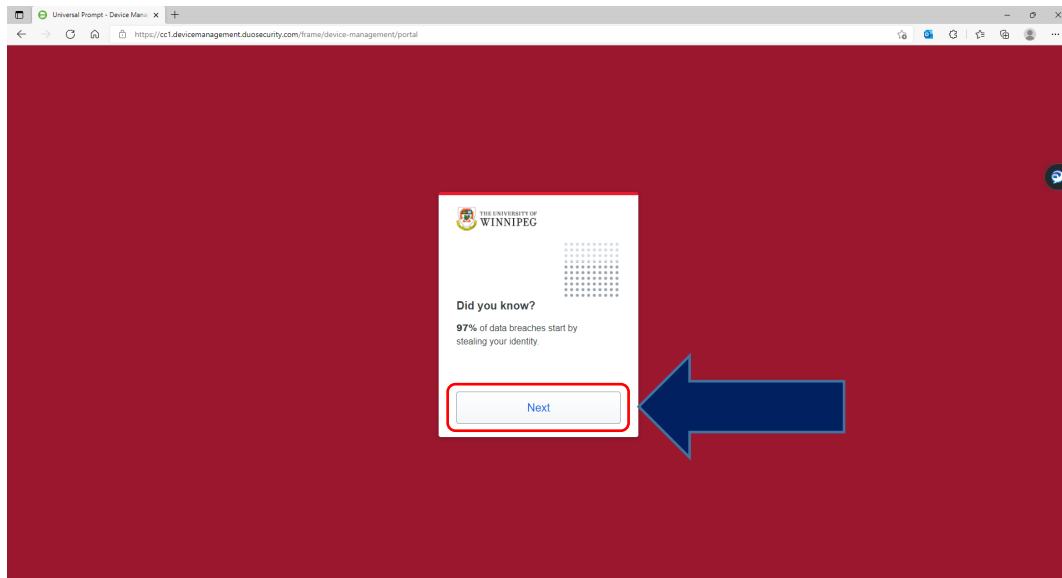 Universal Prompt - Device Mana
https://cc1.devicemanagement.duosecurity.com/frame/device-management/portal
THE UNIVERSITY OF
WINNIPEG
Did you know?
97% of data breaches start by
stealing your identity.
Next